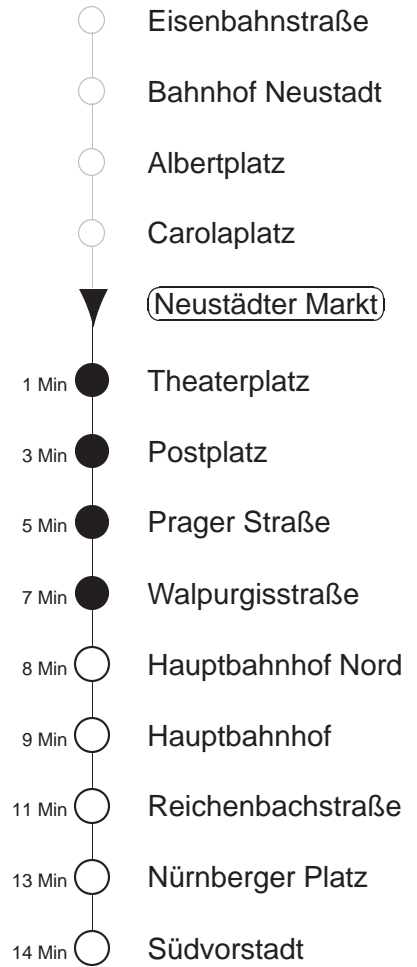 Eisenbahnstraße
Bahnhof Neustadt
Albertplatz
Carolaplatz
Neustädter Markt
1 Min Theaterplatz
3 Min Postplatz
5 Min Prager Straße
7 Min Walpurgisstraße
8 Min Hauptbahnhof Nord
9 Min Hauptbahnhof
11 Min Reichenbachstraße
13 Min Nürnberger Platz
14 Min Südvorstadt